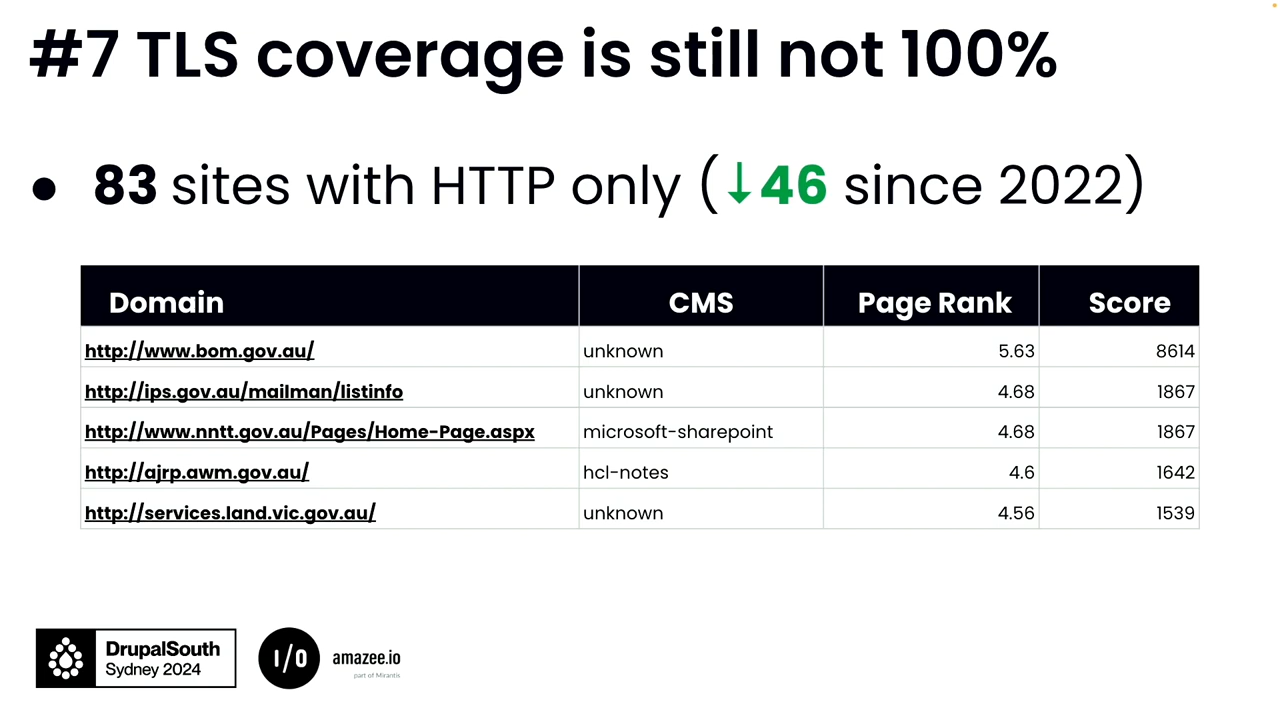 #7 TLS coverage is still not 100%
● 83 sites with HTTP only (↓46 since 2022)
Domain CMS Page Rank Score
http://www.bom.gov.au/ unknown 5.63 8614
http://ips.gov.au/mailman/listinfo unknown 4.68 1867
http://www.nntt.gov.au/Pages/Home-Page.aspx microsoft-sharepoint 4.68 1867
http://ajrp.awm.gov.au/ hcl-notes 4.6 1642
http://services.land.vic.gov.au/ unknown 4.56 1539
DrupalSouth
Sydney 2024
I/O
amazee.io
part of Mirantis